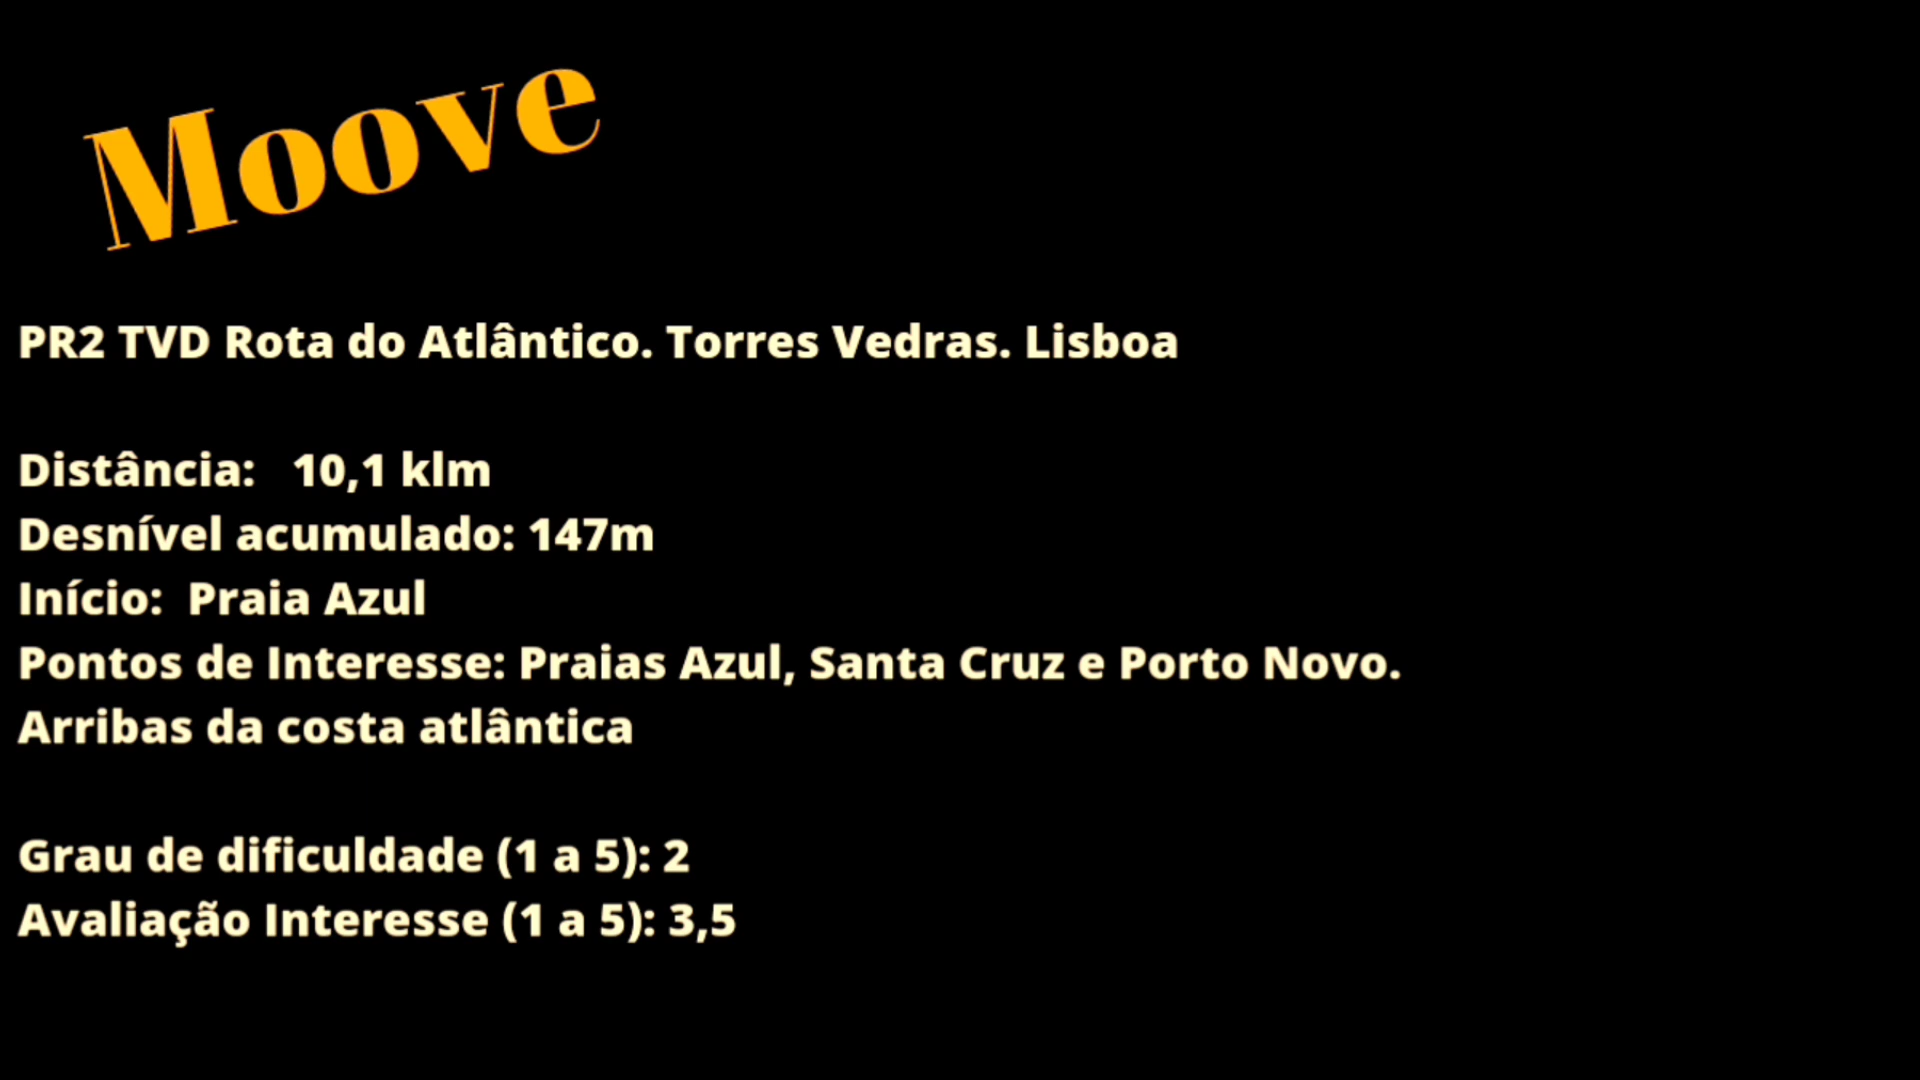 Moove
PR2 TVD Rota do Atlântico. Torres Vedras. Lisboa
Distância: 10,1 klm
Desnível acumulado: 147m
Início: Praia Azul
Pontos de Interesse: Praias Azul, Santa Cruz e Porto Novo.
Arribas da costa atlântica
Grau de dificuldade (1 a 5): 2
Avaliação Interesse (1 a 5): 3,5